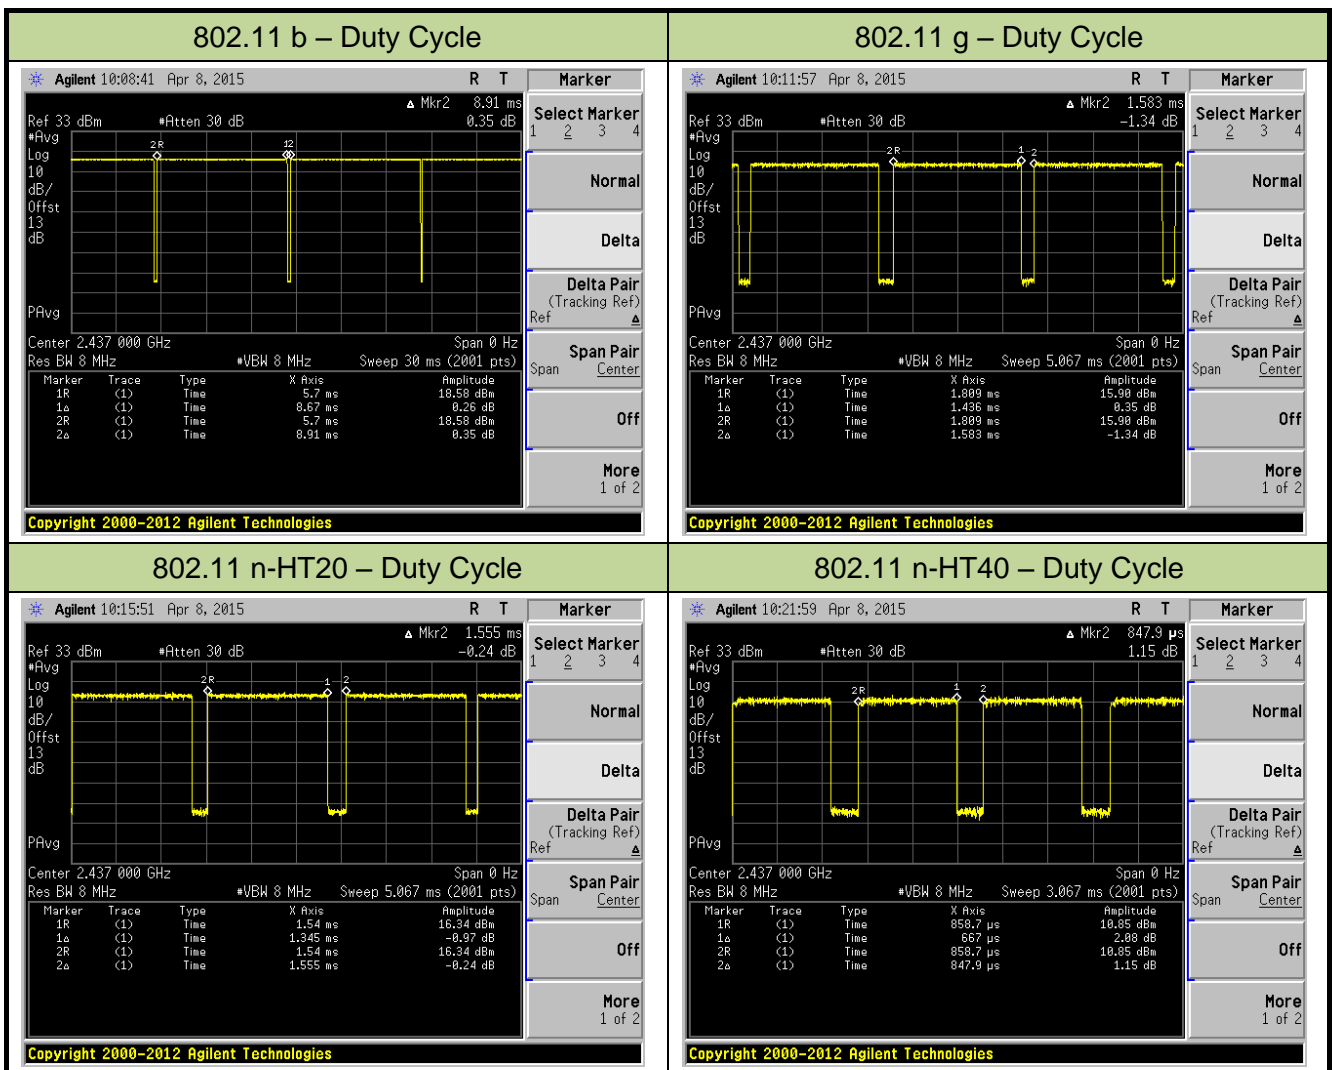 802.11 b – Duty Cycle
802.11 g – Duty Cycle
Agilent 10:08:41 Apr 8, 2015 R T
Marker
Δ Mkr2 8.91 ms
Ref 33 dBm #Atten 30 dB 0.35 dB
#Avg
Log
10
dB/
Offst
13
dB
PAvg
2R
12
Center 2.437 000 GHz Span 0 Hz
Res BW 8 MHz #VBW 8 MHz Sweep 30 ms (2001 pts)
Marker Trace Type X Axis Amplitude
1R (1) Time 5.7 ms 18.58 dBm
1Δ (1) Time 8.67 ms 0.26 dB
2R (1) Time 5.7 ms 18.58 dBm
2Δ (1) Time 8.91 ms 0.35 dB
Select Marker
1 2 3 4
Normal
Delta
Delta Pair
(Tracking Ref)
Ref Δ
Span Pair
Span Center
Off
More
1 of 2
Copyright 2000-2012 Agilent Technologies
Agilent 10:11:57 Apr 8, 2015 R T
Marker
Δ Mkr2 1.583 ms
Ref 33 dBm #Atten 30 dB -1.34 dB
#Avg
Log
10
dB/
Offst
13
dB
PAvg
2R
1
2
Center 2.437 000 GHz Span 0 Hz
Res BW 8 MHz #VBW 8 MHz Sweep 5.067 ms (2001 pts)
Marker Trace Type X Axis Amplitude
1R (1) Time 1.809 ms 15.90 dBm
1Δ (1) Time 1.436 ms 0.35 dB
2R (1) Time 1.809 ms 15.90 dBm
2Δ (1) Time 1.583 ms -1.34 dB
Select Marker
1 2 3 4
Normal
Delta
Delta Pair
(Tracking Ref)
Ref Δ
Span Pair
Span Center
Off
More
1 of 2
Copyright 2000-2012 Agilent Technologies
802.11 n-HT20 – Duty Cycle
802.11 n-HT40 – Duty Cycle
Agilent 10:15:51 Apr 8, 2015 R T
Marker
Δ Mkr2 1.555 ms
Ref 33 dBm #Atten 30 dB -0.24 dB
#Avg
Log
10
dB/
Offst
13
dB
PAvg
2R
1
2
Center 2.437 000 GHz Span 0 Hz
Res BW 8 MHz #VBW 8 MHz Sweep 5.067 ms (2001 pts)
Marker Trace Type X Axis Amplitude
1R (1) Time 1.54 ms 16.34 dBm
1Δ (1) Time 1.345 ms -0.97 dB
2R (1) Time 1.54 ms 16.34 dBm
2Δ (1) Time 1.555 ms -0.24 dB
Select Marker
1 2 3 4
Normal
Delta
Delta Pair
(Tracking Ref)
Ref Δ
Span Pair
Span Center
Off
More
1 of 2
Copyright 2000-2012 Agilent Technologies
Agilent 10:21:59 Apr 8, 2015 R T
Marker
Δ Mkr2 847.9 µs
Ref 33 dBm #Atten 30 dB 1.15 dB
#Avg
Log
10
dB/
Offst
13
dB
PAvg
2R
1
2
Center 2.437 000 GHz Span 0 Hz
Res BW 8 MHz #VBW 8 MHz Sweep 3.067 ms (2001 pts)
Marker Trace Type X Axis Amplitude
1R (1) Time 858.7 µs 10.85 dBm
1Δ (1) Time 667 µs 2.08 dB
2R (1) Time 858.7 µs 10.85 dBm
2Δ (1) Time 847.9 µs 1.15 dB
Select Marker
1 2 3 4
Normal
Delta
Delta Pair
(Tracking Ref)
Ref Δ
Span Pair
Span Center
Off
More
1 of 2
Copyright 2000-2012 Agilent Technologies